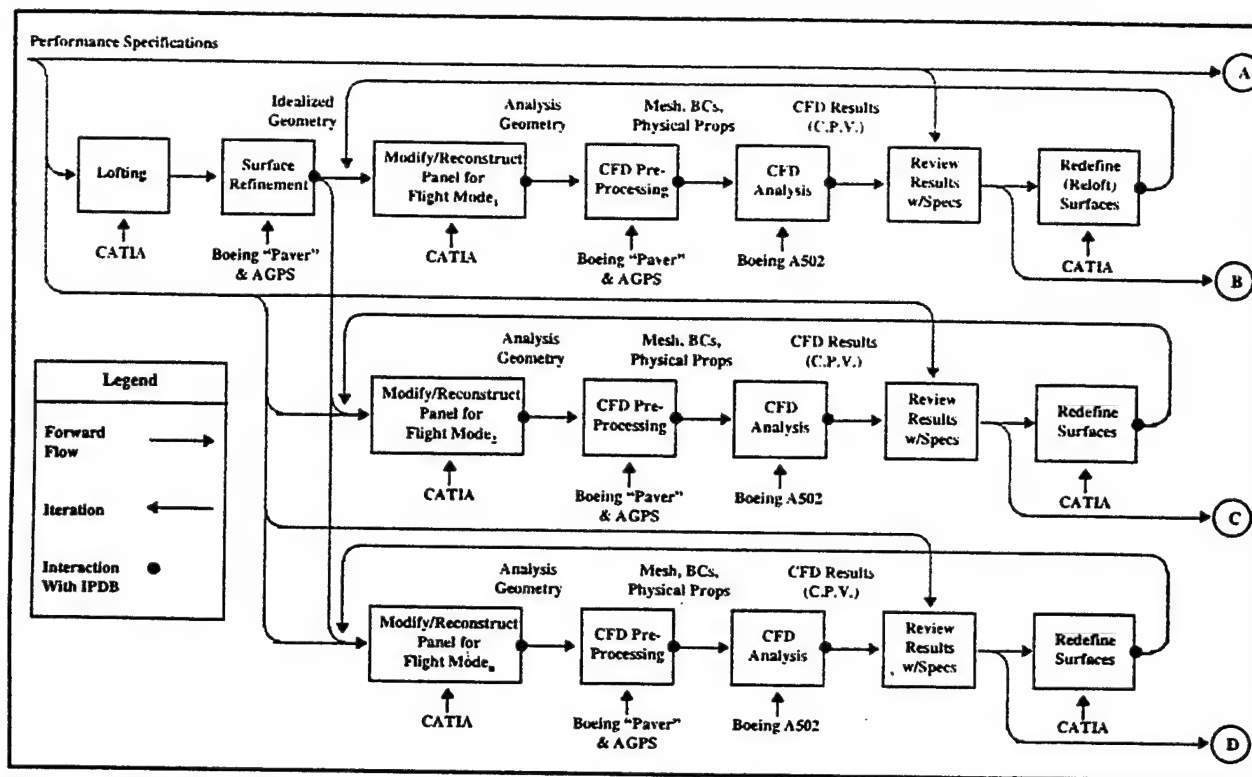 Performance Specifications
A
Idealized
Geometry
Analysis
Geometry
Mesh, BCs,
Physical Props
CFD Results
(C.P.V.)
Lofting
Surface
Refinement
Modify/Reconstruct
Panel for
Flight Mode₁
CFD Pre-
Processing
CFD
Analysis
Review
Results
w/Specs
Redefine
(Reloft)
Surfaces
CATIA
Boeing "Paver"
& AGPS
CATIA
Boeing "Paver"
& AGPS
Boeing A502
CATIA
B
Analysis
Geometry
Mesh, BCs,
Physical Props
CFD Results
(C.P.V.)
Modify/Reconstruct
Panel for
Flight Mode₂
CFD Pre-
Processing
CFD
Analysis
Review
Results
w/Specs
Redefine
Surfaces
CATIA
Boeing "Paver"
& AGPS
Boeing A502
CATIA
C
Legend
Forward
Flow
Iteration
Interaction
With IPDB
Analysis
Geometry
Mesh, BCs,
Physical Props
CFD Results
(C.P.V.)
Modify/Reconstruct
Panel for
Flight Modeₙ
CFD Pre-
Processing
CFD
Analysis
Review
Results
w/Specs
Redefine
Surfaces
CATIA
Boeing "Paver"
& AGPS
Boeing A502
CATIA
D